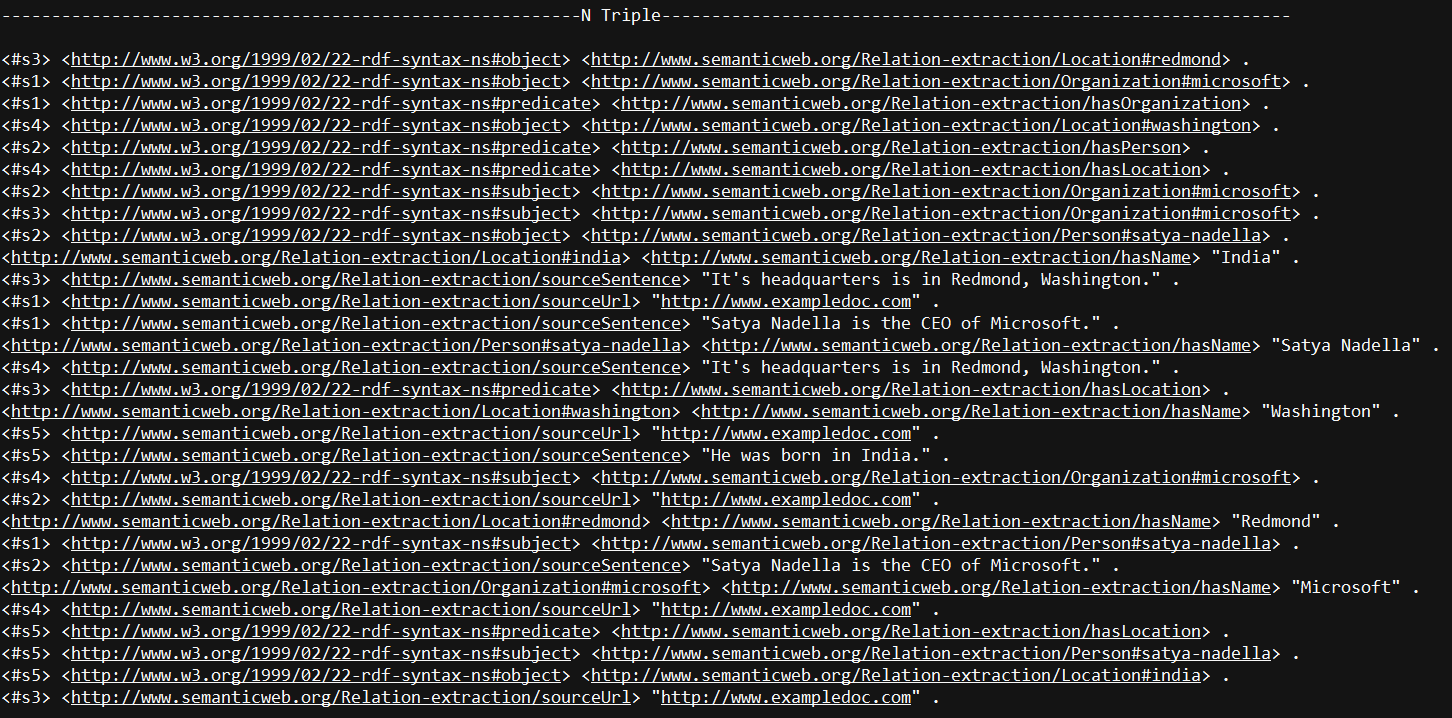 ----------------------------------------------------------N Triple---------------------------------------------------------------
<#s3> <http://www.w3.org/1999/02/22-rdf-syntax-ns#object> <http://www.semanticweb.org/Relation-extraction/Location#redmond> .
<#s1> <http://www.w3.org/1999/02/22-rdf-syntax-ns#object> <http://www.semanticweb.org/Relation-extraction/Organization#microsoft> .
<#s1> <http://www.w3.org/1999/02/22-rdf-syntax-ns#predicate> <http://www.semanticweb.org/Relation-extraction/hasOrganization> .
<#s4> <http://www.w3.org/1999/02/22-rdf-syntax-ns#object> <http://www.semanticweb.org/Relation-extraction/Location#washington> .
<#s2> <http://www.w3.org/1999/02/22-rdf-syntax-ns#predicate> <http://www.semanticweb.org/Relation-extraction/hasPerson> .
<#s4> <http://www.w3.org/1999/02/22-rdf-syntax-ns#predicate> <http://www.semanticweb.org/Relation-extraction/hasLocation> .
<#s2> <http://www.w3.org/1999/02/22-rdf-syntax-ns#subject> <http://www.semanticweb.org/Relation-extraction/Organization#microsoft> .
<#s3> <http://www.w3.org/1999/02/22-rdf-syntax-ns#subject> <http://www.semanticweb.org/Relation-extraction/Organization#microsoft> .
<#s2> <http://www.w3.org/1999/02/22-rdf-syntax-ns#object> <http://www.semanticweb.org/Relation-extraction/Person#satya-nadella> .
<http://www.semanticweb.org/Relation-extraction/Location#india> <http://www.semanticweb.org/Relation-extraction/hasName> "India" .
<#s3> <http://www.semanticweb.org/Relation-extraction/sourceSentence> "It's headquarters is in Redmond, Washington." .
<#s1> <http://www.semanticweb.org/Relation-extraction/sourceUrl> "http://www.exampledoc.com" .
<#s1> <http://www.semanticweb.org/Relation-extraction/sourceSentence> "Satya Nadella is the CEO of Microsoft." .
<http://www.semanticweb.org/Relation-extraction/Person#satya-nadella> <http://www.semanticweb.org/Relation-extraction/hasName> "Satya Nadella" .
<#s4> <http://www.semanticweb.org/Relation-extraction/sourceSentence> "It's headquarters is in Redmond, Washington." .
<#s3> <http://www.w3.org/1999/02/22-rdf-syntax-ns#predicate> <http://www.semanticweb.org/Relation-extraction/hasLocation> .
<http://www.semanticweb.org/Relation-extraction/Location#washington> <http://www.semanticweb.org/Relation-extraction/hasName> "Washington" .
<#s5> <http://www.semanticweb.org/Relation-extraction/sourceUrl> "http://www.exampledoc.com" .
<#s5> <http://www.semanticweb.org/Relation-extraction/sourceSentence> "He was born in India." .
<#s4> <http://www.w3.org/1999/02/22-rdf-syntax-ns#subject> <http://www.semanticweb.org/Relation-extraction/Organization#microsoft> .
<#s2> <http://www.semanticweb.org/Relation-extraction/sourceUrl> "http://www.exampledoc.com" .
<http://www.semanticweb.org/Relation-extraction/Location#redmond> <http://www.semanticweb.org/Relation-extraction/hasName> "Redmond" .
<#s1> <http://www.w3.org/1999/02/22-rdf-syntax-ns#subject> <http://www.semanticweb.org/Relation-extraction/Person#satya-nadella> .
<#s2> <http://www.semanticweb.org/Relation-extraction/sourceSentence> "Satya Nadella is the CEO of Microsoft." .
<http://www.semanticweb.org/Relation-extraction/Organization#microsoft> <http://www.semanticweb.org/Relation-extraction/hasName> "Microsoft" .
<#s4> <http://www.semanticweb.org/Relation-extraction/sourceUrl> "http://www.exampledoc.com" .
<#s5> <http://www.w3.org/1999/02/22-rdf-syntax-ns#predicate> <http://www.semanticweb.org/Relation-extraction/hasLocation> .
<#s5> <http://www.w3.org/1999/02/22-rdf-syntax-ns#subject> <http://www.semanticweb.org/Relation-extraction/Person#satya-nadella> .
<#s5> <http://www.w3.org/1999/02/22-rdf-syntax-ns#object> <http://www.semanticweb.org/Relation-extraction/Location#india> .
<#s3> <http://www.semanticweb.org/Relation-extraction/sourceUrl> "http://www.exampledoc.com" .